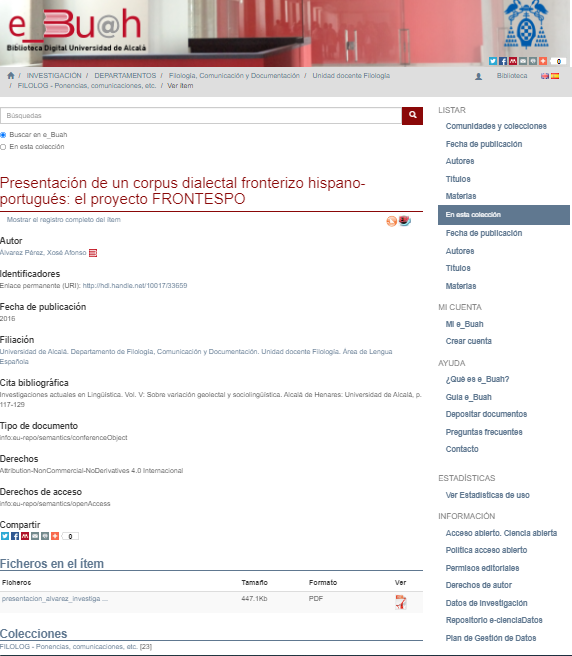 e_Bu@h
Biblioteca Digital Universidad de Alcalá
0
/ INVESTIGACIÓN / DEPARTAMENTOS / Filología, Comunicación y Documentación / Unidad docente Filología
/ FILOLOG - Ponencias, comunicaciones, etc. / Ver ítem
Biblioteca
Búsquedas
Buscar en e_Buah
En esta colección
Presentación de un corpus dialectal fronterizo hispano-
portugués: el proyecto FRONTESPO
Mostrar el registro completo del ítem
Autor
Álvarez Pérez, Xosé Afonso
Identificadores
Enlace permanente (URI): http://hdl.handle.net/10017/33659
Fecha de publicación
2016
Filiación
Universidad de Alcalá. Departamento de Filología, Comunicación y Documentación. Unidad docente Filología. Área de Lengua
Española
Cita bibliográfica
Investigaciones actuales en Lingüística. Vol. V: Sobre variación geolectal y sociolingüística. Alcalá de Henares: Universidad de Alcalá, p.
117-129
Tipo de documento
info:eu-repo/semantics/conferenceObject
Derechos
Attribution-NonCommercial-NoDerivatives 4.0 Internacional
Derechos de acceso
info:eu-repo/semantics/openAccess
Compartir
0
Ficheros en el ítem
Ficheros Tamaño Formato Ver
presentacion_alvarez_investiga ... 447.1Kb PDF
Colecciones
FILOLOG - Ponencias, comunicaciones, etc. [23]
LISTAR
Comunidades y colecciones
Fecha de publicación
Autores
Títulos
Materias
En esta colección
Fecha de publicación
Autores
Títulos
Materias
MI CUENTA
Mi e_Buah
Crear cuenta
AYUDA
¿Qué es e_Buah?
Guía e_Buah
Depositar documentos
Preguntas frecuentes
Contacto
ESTADÍSTICAS
Ver Estadísticas de uso
INFORMACIÓN
Acceso abierto. Ciencia abierta
Política acceso abierto
Permisos editoriales
Derechos de autor
Datos de investigación
Repositorio e-cienciaDatos
Plan de Gestión de Datos